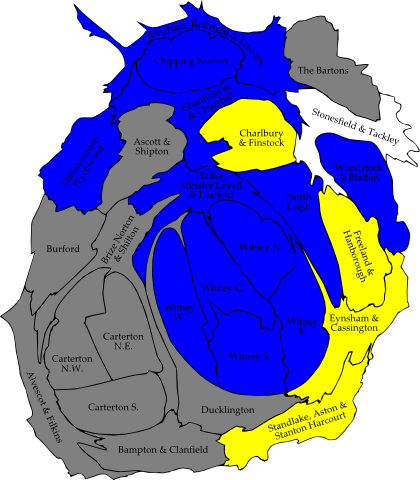 Kingham, Rollright & Enstone
Chipping Norton
The Bartons
Chadlington
& Churchill
Stonesfield & Tackley
Charlbury
& Finstock
Ascott &
Shipton
Milton-under-
Wychwood
Woodstock
& Bladon
Hailey,
Minster Lovell
& Leafield
North
Leigh
Freeland &
Hanborough
Brize Norton
& Shilton
Burford
Witney N.
Witney C.
Witney
W.
Witney
E.
Witney S.
Eynsham &
Cassington
Carterton
N.E.
Carterton
N.W.
Carterton S.
Alvescot & Filkins
Ducklington
Standlake, Aston &
Stanton Harcourt
Bampton & Clanfield